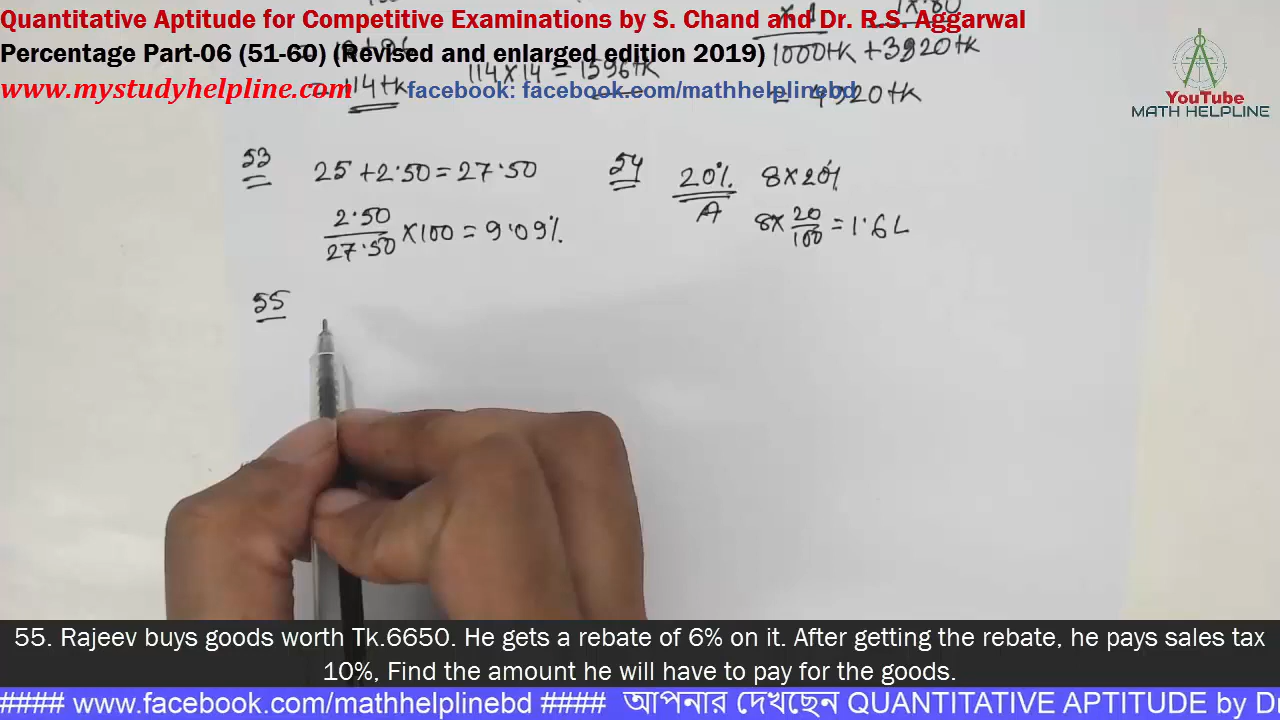 Quantitative Aptitude for Competitive Examinations by S. Chand and Dr. R.S. Aggarwal
Percentage Part-06 (51-60) (Revised and enlarged edition 2019)
1000tk + 3920tk
www.mystudyhelpline.com
114tk
114 x 14 = 1596tk
facebook: facebook.com/mathhelplinebd
= 4920tk
YouTube
MATH HELPLINE
53
25 + 2.50 = 27.50
2.50/27.50 x 100 = 9.09%
54
20%
A
8 x 20%
8 x 20/100 = 1.6L
55
55. Rajeev buys goods worth Tk.6650. He gets a rebate of 6% on it. After getting the rebate, he pays sales tax
10%, Find the amount he will have to pay for the goods.
#### www.facebook.com/mathhelplinebd #### আপনার দেখছেন QUANTITATIVE APTITUDE by D